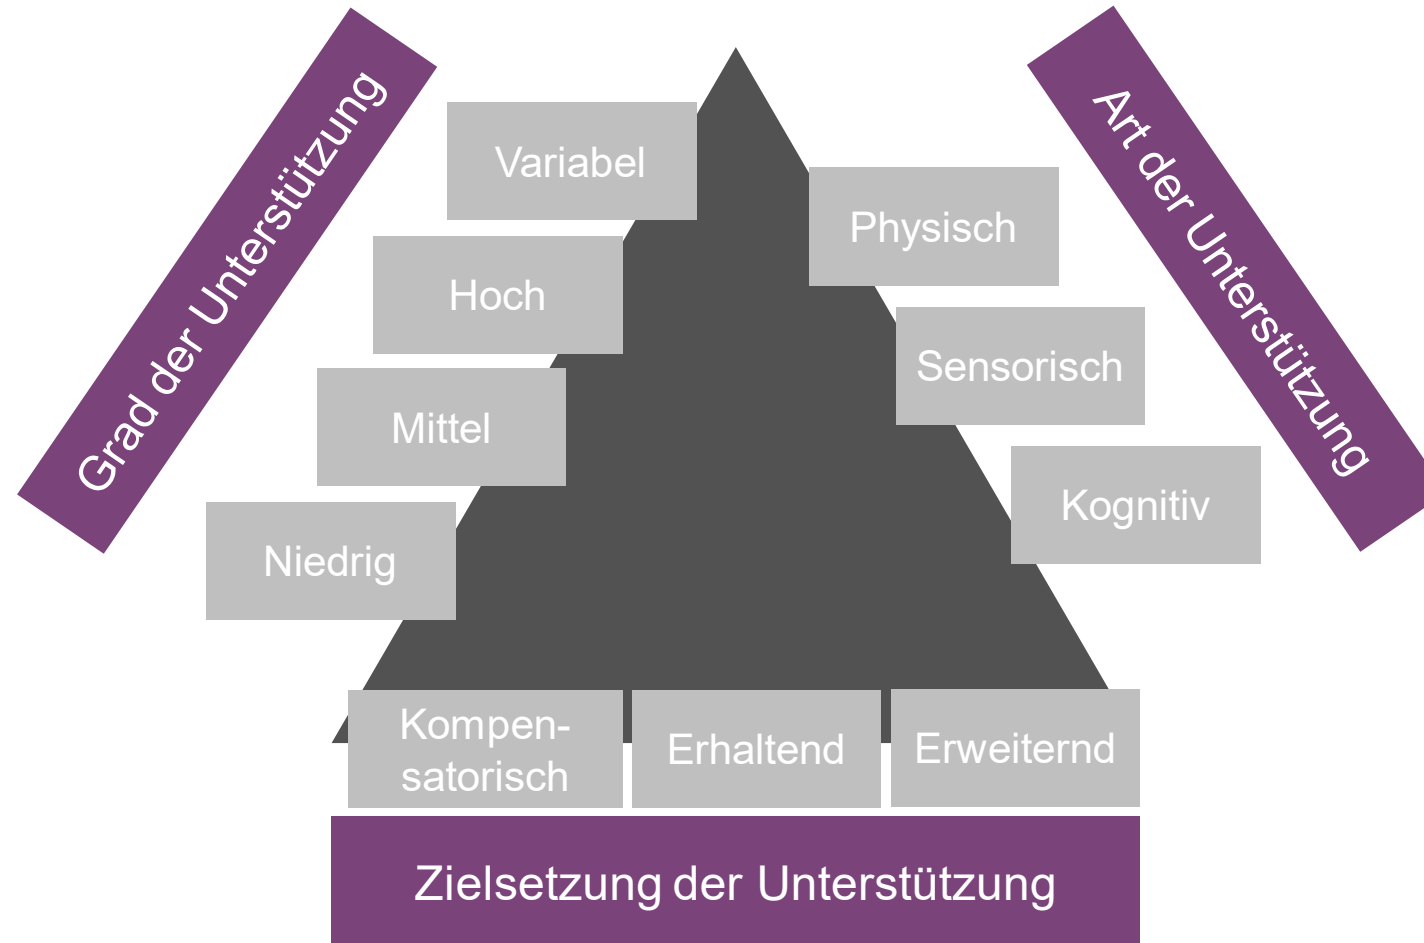 Grad der Unterstützung
Variabel
Hoch
Mittel
Niedrig
Art der Unterstützung
Physisch
Sensorisch
Kognitiv
Kompen-
satorisch
Erhaltend
Erweiternd
Zielsetzung der Unterstützung